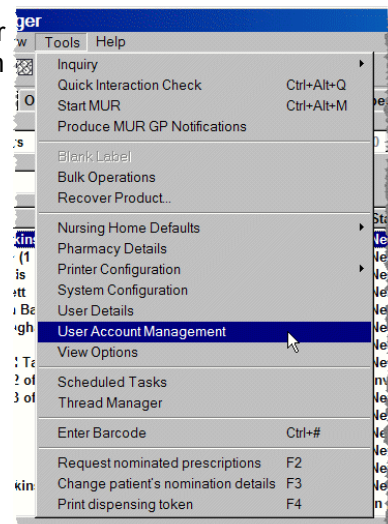 ger
Tools Help
Inquiry
Quick Interaction Check Ctrl+Alt+Q
Start MUR Ctrl+Alt+M
Produce MUR GP Notifications
Blank Label
Bulk Operations
Recover Product...
Nursing Home Defaults
Pharmacy Details
Printer Configuration
System Configuration
User Details
User Account Management
View Options
Scheduled Tasks
Thread Manager
Enter Barcode Ctrl+#
Request nominated prescriptions F2
Change patient's nomination details F3
Print dispensing token F4